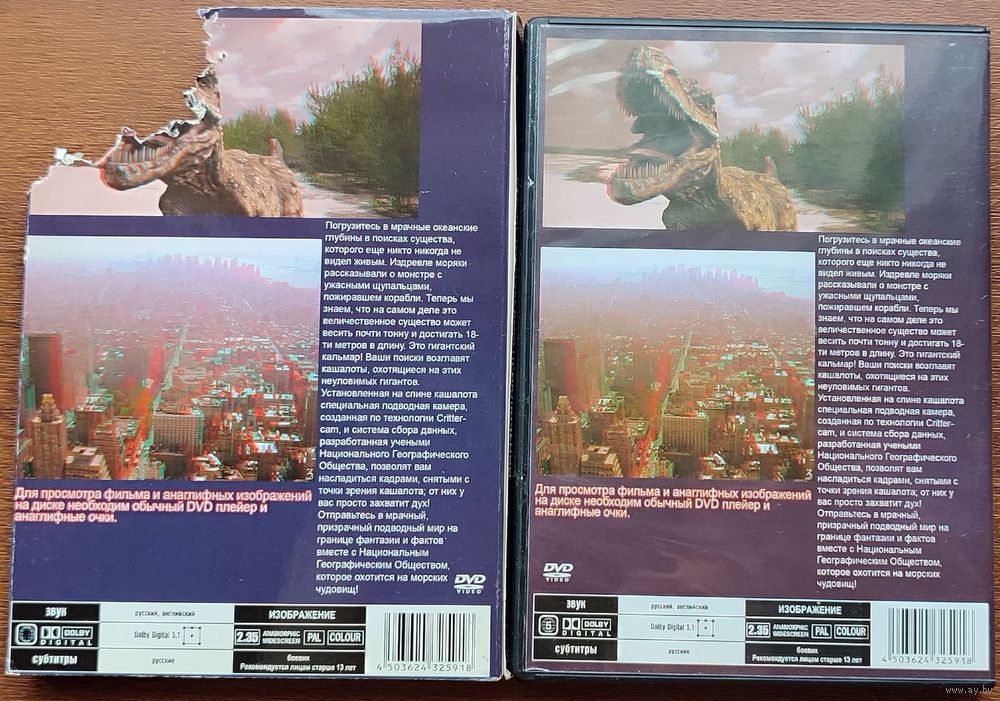 Погрузитесь в мрачные океанские
глубины в поисках существа,
которого еще никто никогда не
видел живым. Издревле моряки
рассказывали о монстре с
ужасными щупальцами,
пожиравшем корабли. Теперь мы
знаем, что на самом деле это
величественное существо может
весить почти тонну и достигать 18-
ти метров в длину. Это гигантский
кальмар! Ваши поиски возглавят
кашалоты, охотящиеся на этих
неуловимых гигантов.
Установленная на спине кашалота
специальная подводная камера,
созданная по технологии Critter-
cam, и система сбора данных,
разработанная учеными
Национального Географического
Общества, позволят вам
насладиться кадрами, снятыми с
точки зрения кашалота; от них у
вас просто захватит дух!
Отправьтесь в мрачный,
призрачный подводный мир на
границе фантазии и фактов
вместе с Национальным
Географическим Обществом,
которое охотится на морских
чудовищ!
3
Для просмотра фильма и анаглифных изображений
на диске необходим обычный DVD плейер и
анаглифные очки.
DVD
VIDEO
звук
русский, английский
ИЗОБРАЖЕНИЕ
DOLBY
DIGITAL
Dolby Digital 5.1
2.35 ANAMORPHIC WIDESCREEN PAL COLOUR
субтитры
русские
боевик
Рекомендуется лицам старше 13 лет
4 503624 325918
Погрузитесь в мрачные океанские
глубины в поисках существа,
которого еще никто никогда не
видел живым. Издревле моряки
рассказывали о монстре с
ужасными щупальцами,
пожиравшем корабли. Теперь мы
знаем, что на самом деле это
величественное существо может
весить почти тонну и достигать 18-
ти метров в длину. Это гигантский
кальмар! Ваши поиски возглавят
кашалоты, охотящиеся на этих
неуловимых гигантов.
Установленная на спине кашалота
специальная подводная камера,
созданная по технологии Critter-
cam, и система сбора данных,
разработанная учеными
Национального Географического
Общества, позволят вам
насладиться кадрами, снятыми с
точки зрения кашалота; от них у
вас просто захватит дух!
Отправьтесь в мрачный,
призрачный подводный мир на
границе фантазии и фактов
вместе с Национальным
Географическим Обществом,
которое охотится на морских
чудовищ!
3
Для просмотра фильма и анаглифных изображений
на диске необходим обычный DVD плейер и
анаглифные очки.
DVD
VIDEO
звук
русский, английский
ИЗОБРАЖЕНИЕ
5
DOLBY
DIGITAL
Dolby Digital 5.1
2.35 ANAMORPHIC WIDESCREEN PAL COLOUR
субтитры
русские
боевик
Рекомендуется лицам старше 13 лет
4 503624 325918
www.ay.by